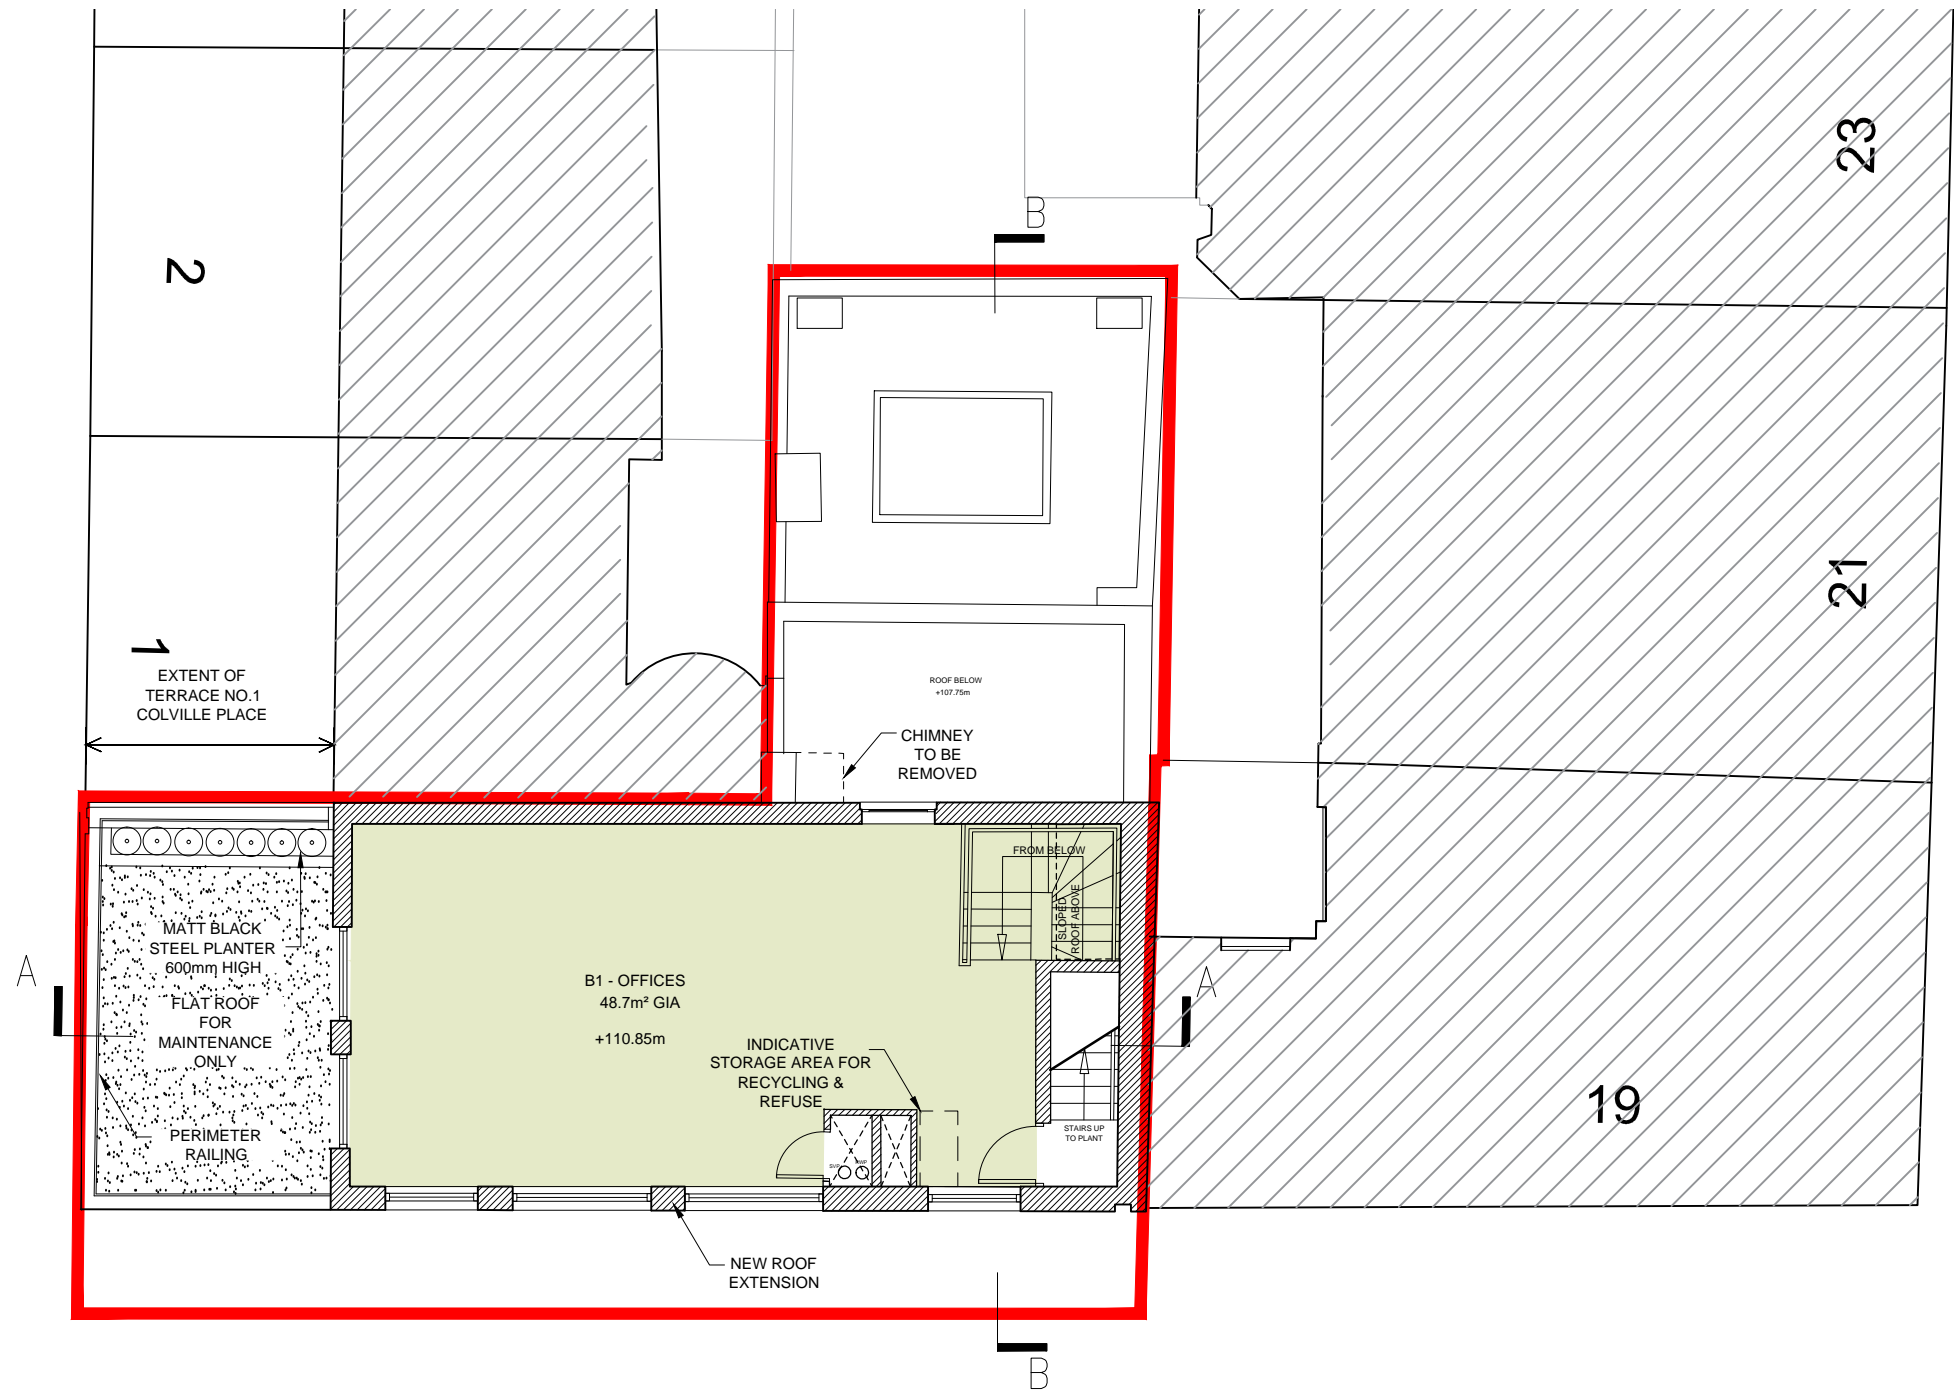 23
B
2
21
1
EXTENT OF
TERRACE NO.1
COLVILLE PLACE
ROOF BELOW
+107.75m
CHIMNEY
TO BE
REMOVED
FROM BELOW
SLOPED
ROOF ABOVE
MATT BLACK
STEEL PLANTER
600mm HIGH
FLAT ROOF
FOR
MAINTENANCE
ONLY
A
A
B1 - OFFICES
48.7m² GIA
+110.85m
INDICATIVE
STORAGE AREA FOR
RECYCLING &
REFUSE
PERIMETER
RAILING
STAIRS UP
TO PLANT
SVP
RWP
19
NEW ROOF
EXTENSION
B